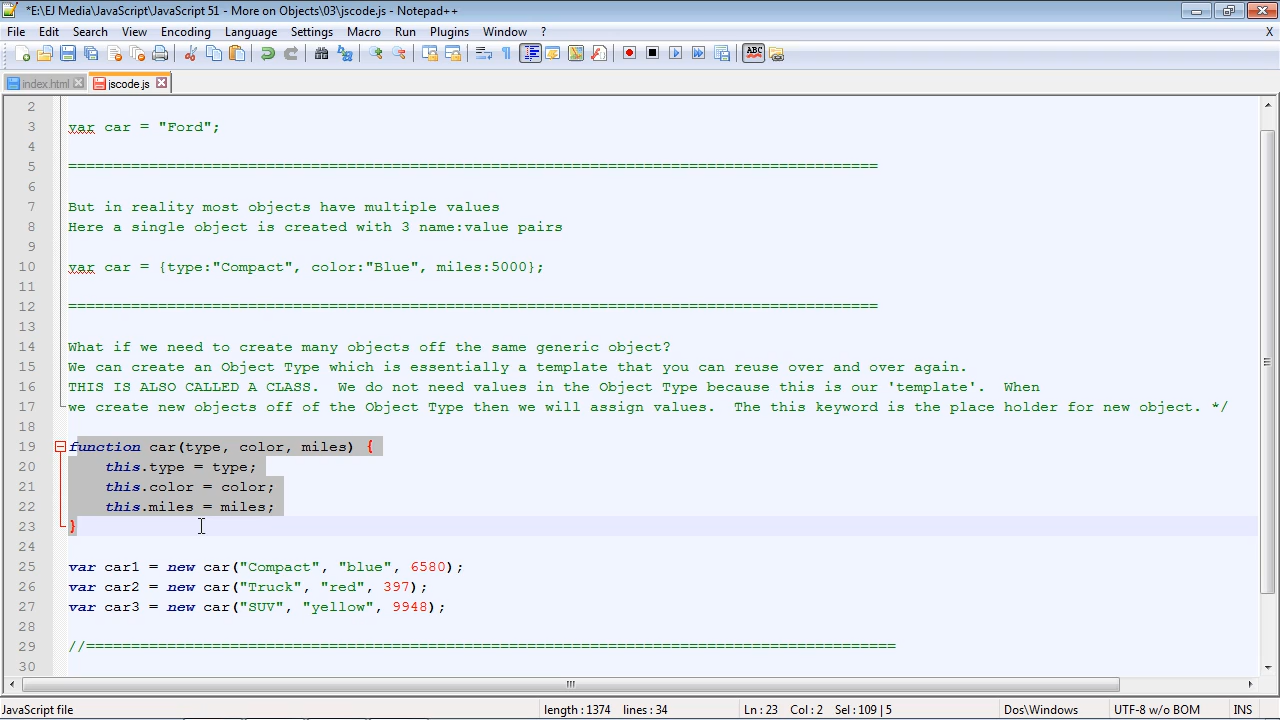 *E:\EJ Media\JavaScript\JavaScript 51 - More on Objects\03\jscode.js - Notepad++
File Edit Search View Encoding Language Settings Macro Run Plugins Window ? X
index.html jscode.js
ABC
2
3 var car = "Ford";
4
5 ==========================================================================================
6
7 But in reality most objects have multiple values
8 Here a single object is created with 3 name:value pairs
9
10 var car = {type:"Compact", color:"Blue", miles:5000};
11
12 ==========================================================================================
13
14 What if we need to create many objects off the same generic object?
15 We can create an Object Type which is essentially a template that you can reuse over and over again.
16 THIS IS ALSO CALLED A CLASS.  We do not need values in the Object Type because this is our 'template'.  When
17 we create new objects off of the Object Type then we will assign values.  The this keyword is the place holder for new object. */
18
19 function car(type, color, miles) {
20     this.type = type;
21     this.color = color;
22     this.miles = miles;
23 }
24
25 var car1 = new car("Compact", "blue", 6580);
26 var car2 = new car("Truck", "red", 397);
27 var car3 = new car("SUV", "yellow", 9948);
28
29 //==========================================================================================
30
JavaScript file length : 1374 lines : 34 Ln : 23 Col : 2 Sel : 109 | 5 Dos\Windows UTF-8 w/o BOM INS